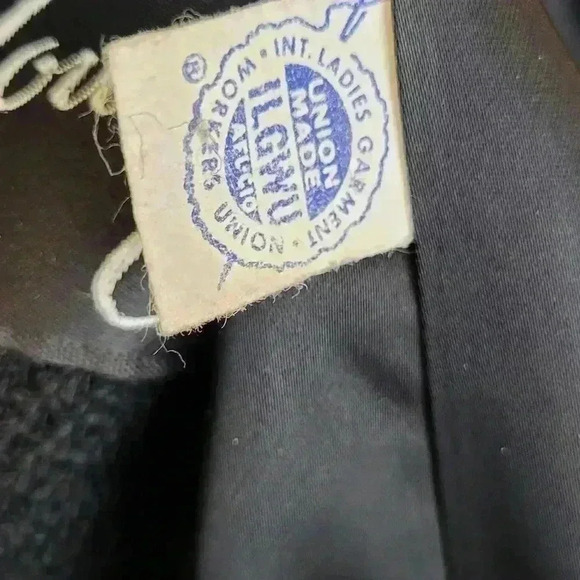 INT. LADIES GARMENT • WORKERS UNION •
UNION
MADE
ILGWU
AFL-CIO
®